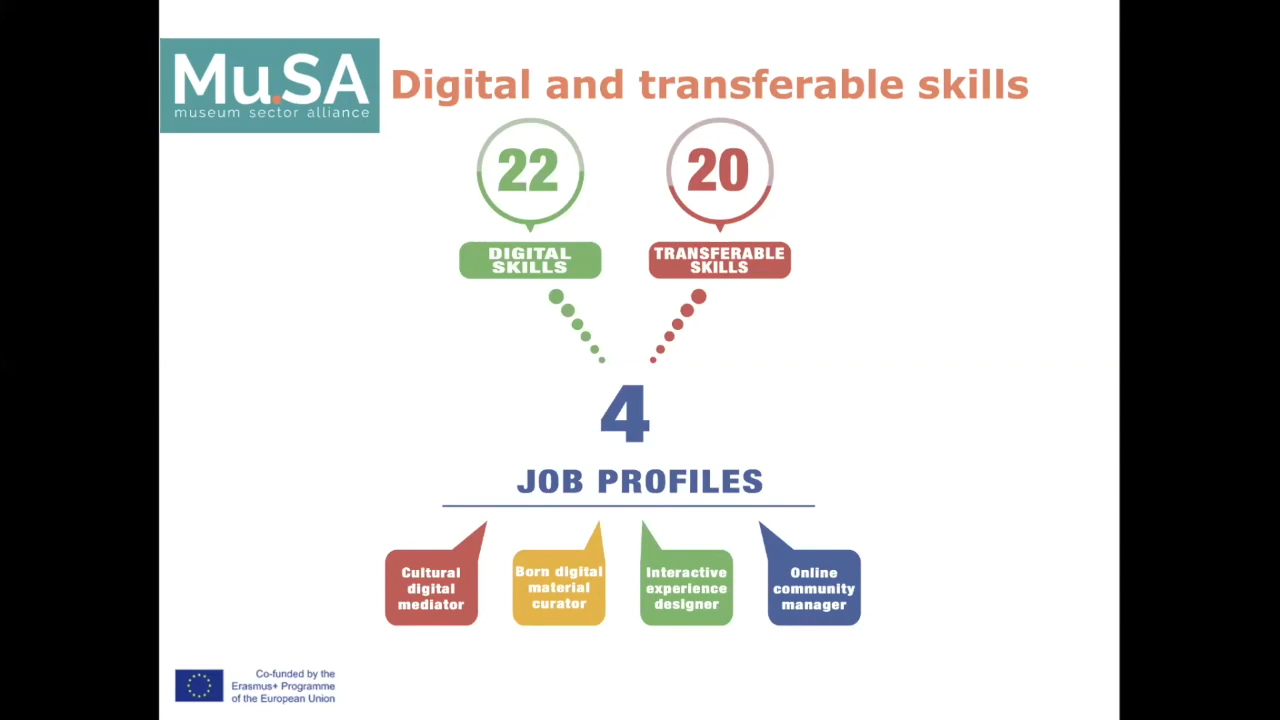 Mu.SA
museum sector alliance
Digital and transferable skills
22
20
DIGITAL
SKILLS
TRANSFERABLE
SKILLS
4
JOB PROFILES
Cultural
digital
mediator
Born digital
material
curator
Interactive
experience
designer
Online
community
manager
Co-funded by the
Erasmus+ Programme
of the European Union